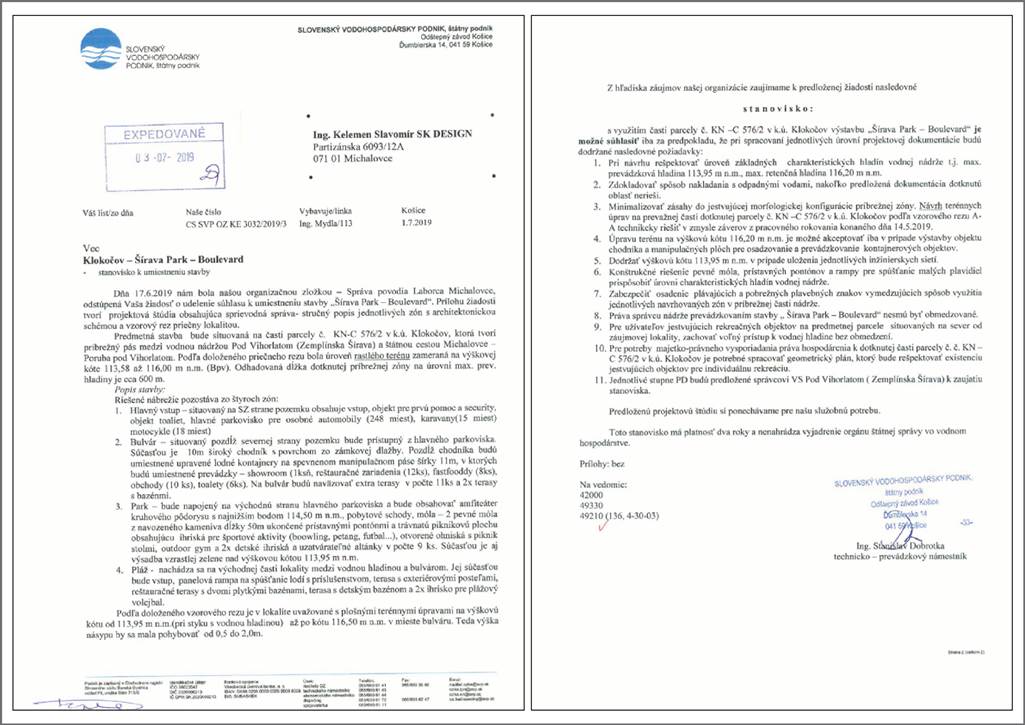 SLOVENSKÝ
VODOHOSPODÁRSKY
PODNIK, štátny podnik
SLOVENSKÝ VODOHOSPODÁRSKY PODNIK, štátny podnik
Odštepný závod Košice
Ďumbierska 14, 041 59 Košice
EXPEDOVANÉ
03 -07- 2019
Ing. Kelemen Slavomír SK DESIGN
Partizánska 6093/12A
071 01 Michalovce
Váš list/zo dňa Naše číslo Vybavuje/linka Košice
CS SVP OZ KE 3032/2019/3 Ing. Mydla/113 1.7.2019
Vec
Klokočov – Šírava Park – Boulevard
- stanovisko k umiestneniu stavby
Dňa 17.6.2019 nám bola našou organizačnou zložkou – Správa povodia Laborca Michalovce,
odstúpená Vaša žiadosť o udelenie súhlasa k umiestneniu stavby „Šírava Park – Boulevard". Prílohu žiadosti
tvorí projektová štúdia obsahujúca sprievodná správa- stručný popis jednotlivých zón s architektonickou
schémou a vzorový rez priečny lokalitou.
Predmetná stavba bude situovaná na časti parcely č. KN-C 576/2 v k.ú. Klokočov, ktorá tvorí
pribrežný pás medzi vodnou nádržou Pod Vihorlatom (Zemplínska Šírava) a štátnou cestou Michalovce –
Poruba pod Vihorlatom. Podľa doloženého priečneho rezu bola úroveň rastlého terénu zameraná na výškovej
kóte 113,58 až 116,00 m n.m. (Bpv). Odhadovaná dĺžka dotknutej pribrežnej zóny na úrovni max. prev.
hladiny je cca 600 m.
Popis stavby:
Riešené nábrežie pozostáva zo štyroch zón:
1. Hlavný vstup – situovaný na SZ strane pozemku obsahuje vstup, objekt pre prvú pomoc a security,
objekt toaliet, hlavné parkovisko pre osobné automobily (248 miest), karavany(15 miest)
motocykle (18 miest)
2. Bulvár – situovaný pozdĺž severnej strany pozemku bude prístupný z hlavného parkoviska.
Súčasťou je 10m široký chodník s povrchom zo zámkovej dlažby. Pozdĺž chodníka budú
umiestnené upravené lodné kontajnery na spevnenom manipulačnom páse šírky 11m, v ktorých
budú umiestnené prevádzky – showroom (1ksň, reštauračné zariadenia (12ks), fastfoody (8ks),
obchody (10 ks), toalety (6ks). Na bulvár budú naväzovať extra terasy v počte 11ks a 2x terasy
s bazénmi.
3. Park – bude napojený na východnú stranu hlavného parkoviska a bude obsahovať amfiteáter
kruhového pôdorysu s najnižším bodom 114,50 m n.m., pobytové schody, móla – 2 pevné móla
z navozeného kameniva dĺžky 50m ukončené prístavnými pontónmi a trávnatú piknikovú plochu
obsahujúcu ihriská pre športové aktivity (boowling, petang, futbal...), otvorené ohniská s piknik
stolmi, outdoor gym a 2x detské ihriská a uzatvárateľné altánky v počte 9 ks. Súčasťou je aj
výsadba vzrastlej zelene nad výškovou kótou 113,95 m n.m.
4. Pláž - nachádza sa na východnej časti lokality medzi vodnou hladinou a bulvárom. Jej súčasťou
bude vstup, panelová rampa na spúšťanie lodí s príslušenstvom, terasa s exteriérovými posteľami,
reštauračné terasy s dvomi plytkými bazénami, terasa s detským bazénom a 2x ihrisko pre plážový
volejbal.
Podľa doloženého vzorového rezu je v lokalite uvažované s plošnými terénnymi úpravami na výškovú
kótu od 113,95 m n.m.(pri styku s vodnou hladinou) až po kótu 116,50 m n.m. v mieste bulváru. Teda výška
násypu by sa mala pohybovať od 0,5 do 2,0m.
Z hľadiska záujmov našej organizácie zaujímame k predloženej žiadosti nasledovné
stanovisko:
s využitím časti parcely č. KN –C 576/2 v k.ú. Klokočov výstavbu „Šírava Park – Boulevard" je
možné súhlasiť iba za predpokladu, že pri spracovaní jednotlivých úrovní projektovej dokumentácie budú
dodržané nasledovné požiadavky:
1. Pri návrhu rešpektovať úroveň základných charakteristických hladín vodnej nádrže t.j. max.
prevádzková hladina 113,95 m n.m., max. retenčná hladina 116,20 m n.m.
2. Zdokladovať spôsob nakladania s odpadnými vodami, nakoľko predložená dokumentácia dotknutú
oblasť nerieši.
3. Minimalizovať zásahy do jestvujúcej morfologickej konfigurácie pribrežnej zóny. Návrh terénnych
úprav na prevažnej časti dotknutej parcely č. KN –C 576/2 v k.ú. Klokočov podľa vzorového rezu A-
A technikcky riešiť v zmysle záverov z pracovného rokovania konaného dňa 14.5.2019.
4. Úpravu terénu na výškovú kótu 116,20 m n.m. je možné akceptovať iba v prípade výstavby objektu
chodníka a manipulačných plôch pre osadzovanie a prevádzkovanie kontajnerových objektov.
5. Dodržať výškovú kótu 113,95 m n.m. v prípade uloženia jednotlivých inžinierskych sietí.
6. Konštrukčné riešenie pevné móla, prístavných pontónov a rampy pre spúšťanie malých plavidiel
prispôsobiť úrovni charakteristických hladín vodnej nádrže.
7. Zabezpečiť osadenie plávajúcich a pobrežných plavebných znakov vymedzujúcich spôsob využitia
jednotlivých navrhovaných zón v pribrežnej časti nádrže.
8. Práva správcu nádrže prevádzkovaním stavby „ Šírava Park – Boulevard" nesmú byť obmedzované.
9. Pre užívateľov jestvujúcich rekreačných objektov na predmetnej parcele situovaných na sever od
záujmovej lokality, zachovať voľný prístup k vodnej hladine bez obmedzení.
10. Pre potreby majetko-právneho vysporiadania práva hospodárenia k dotknutej časti parcely č. KN –
C 576/2 v k.ú. Klokočov je potrebné spracovať geometrický plán, ktorý bude rešpektovať existenciu
jestvujúcich objektov pre individuálnu rekreáciu.
11. Jednotlivé stupne PD budú predložené správcovi VS Pod Vihorlatom ( Zemplínska Šírava) k zaujatiu
stanoviska.
Predloženú projektovú štúdiu si ponechávame pre našu služobnú potrebu.
Toto stanovisko má platnosť dva roky a nenahrádza vyjadrenie orgánu štátnej správy vo vodnom
hospodárstve.
Prílohy: bez
Na vedomie:
42000
49330
49210 (136, 4-30-03)
SLOVENSKÝ VODOHOSPODÁRSKY PODNIK,
štátny podnik
Odštepný závod Košice
Ďumbierska 14
041 59 Košice -33-
Ing. Stanislav Dobrotka
technicko – prevádzkový námestník